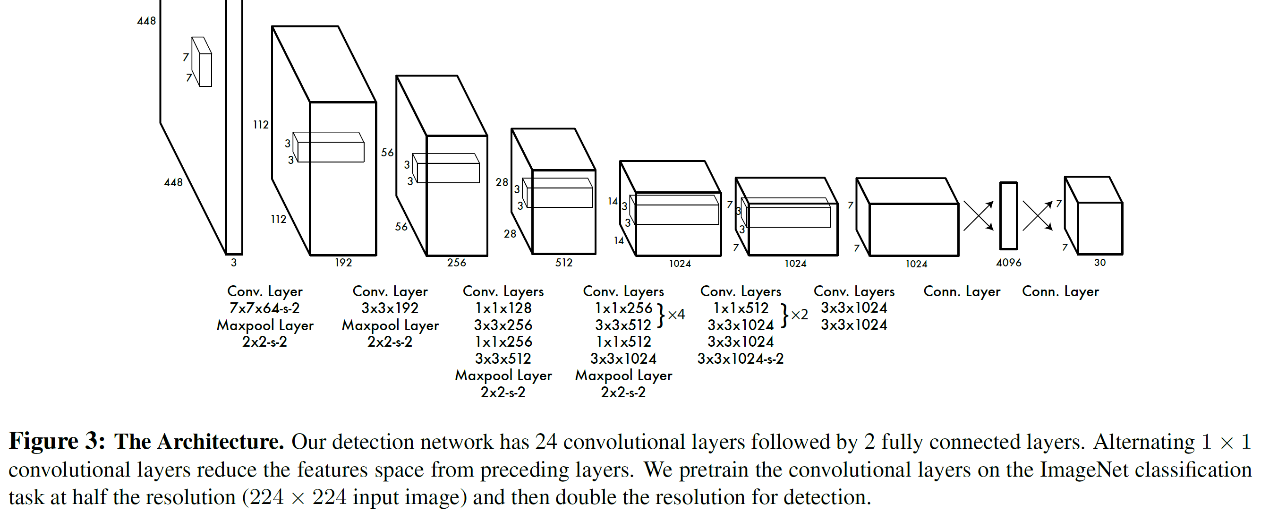 448
7
7
448
3
112
3
3
112
192
56
3
3
56
256
28
3
3
28
512
14
3
3
14
1024
7
3
3
7
1024
7
7
1024
4096
7
7
30
Conv. Layer
7x7x64-s-2
Maxpool Layer
2x2-s-2
Conv. Layer
3x3x192
Maxpool Layer
2x2-s-2
Conv. Layers
1x1x128
3x3x256
1x1x256
3x3x512
Maxpool Layer
2x2-s-2
Conv. Layers
1x1x256
3x3x512
}×4
1x1x512
3x3x1024
Maxpool Layer
2x2-s-2
Conv. Layers
1x1x512
3x3x1024
}×2
3x3x1024
3x3x1024-s-2
Conv. Layers
3x3x1024
3x3x1024
Conn. Layer
Conn. Layer
Figure 3: The Architecture. Our detection network has 24 convolutional layers followed by 2 fully connected layers. Alternating 1 × 1
convolutional layers reduce the features space from preceding layers. We pretrain the convolutional layers on the ImageNet classification
task at half the resolution (224 × 224 input image) and then double the resolution for detection.